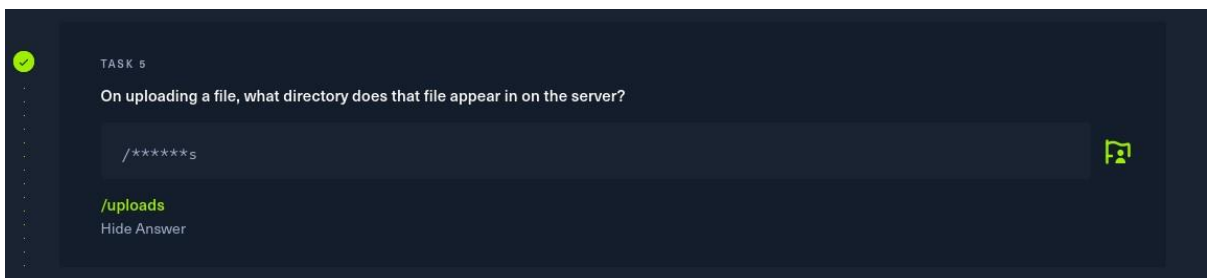 TASK 5
On uploading a file, what directory does that file appear in on the server?
/******s
/uploads
Hide Answer